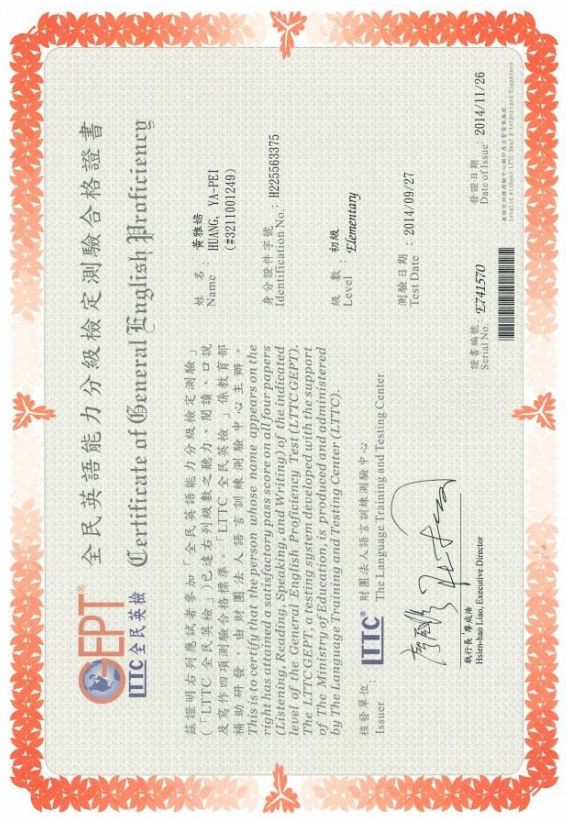 GEPT
LTTC 全民英檢
全民英語能力分級檢定測驗合格證書
Certificate of General English Proficiency
茲證明右列應試者參加「全民英語能力分級檢定測驗」
(「LTTC 全民英檢」)已達右列級數之聽力、閱讀、口說
及寫作四項測驗合格標準。「LTTC 全民英檢」係教育部
補助研發,由財團法人語言訓練測驗中心主辦。
This is to certify that the person whose name appears on the
right has attained a satisfactory pass score on all four papers
(Listening, Reading, Speaking, and Writing) of the indicated
level of the General English Proficiency Test (LTTC GEPT).
The LTTC GEPT, a testing system developed with the support
of The Ministry of Education, is produced and administered
by The Language Training and Testing Center (LTTC).
核發單位: LTTC® 財團法人語言訓練測驗中心
Issuer The Language Training and Testing Center
執行長 廖咸浩
Hsien-hao Liao, Executive Director
姓 名: 黃雅培
Name HUANG, YA-PEI
(#3211001249)
身分證件字號: H225563375
Identification No.
級 數: 初級
Level Elementary
測驗日期: 2014/09/27
Test Date
證書編號: E741570
Serial No.
發證日期: 2014/11/26
Date of Issue
Invalid without LTTC Seal & Authorized Signature